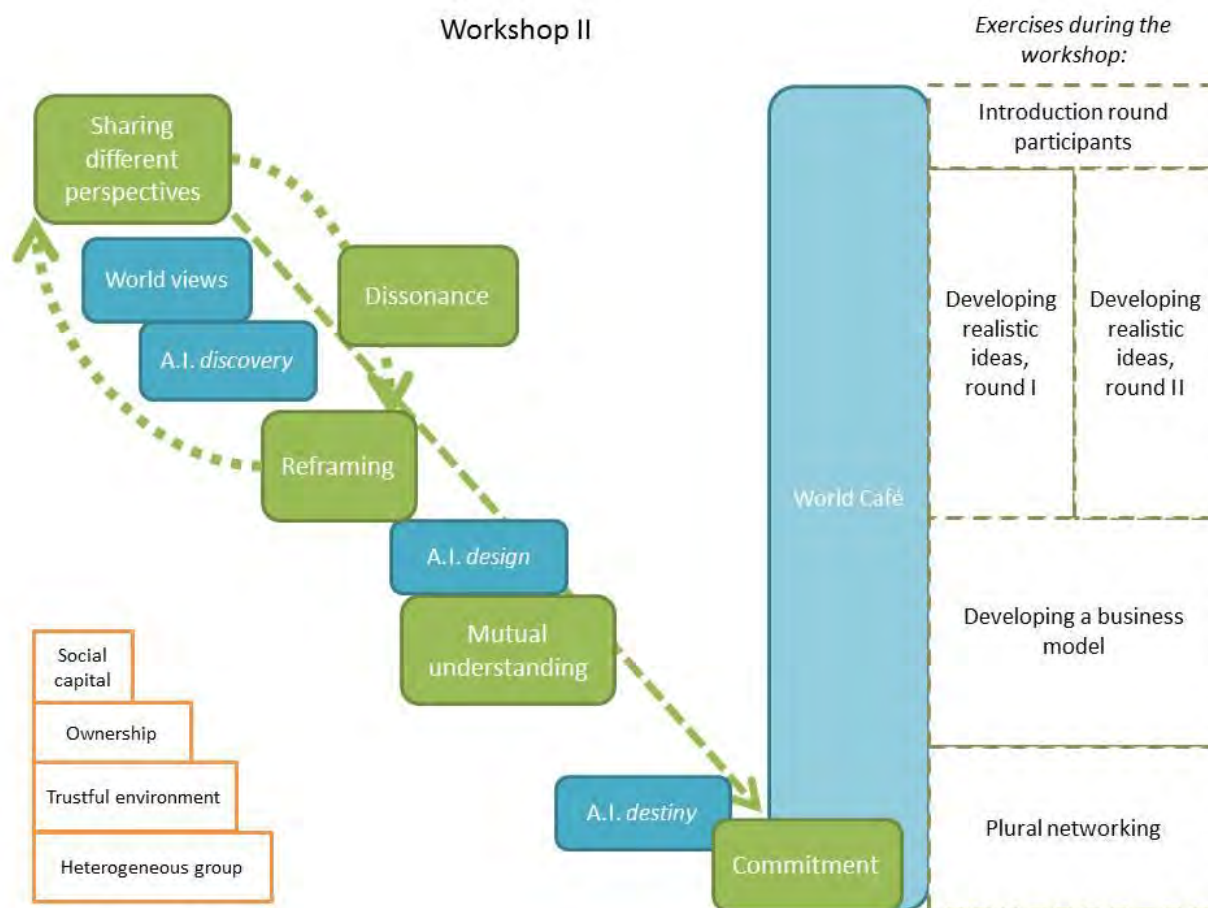 Workshop II
Exercises during the
workshop:
Sharing
different
perspectives
World views
A.I. discovery
Dissonance
Reframing
A.I. design
Mutual
understanding
A.I. destiny
Commitment
World Café
Introduction round
participants
Developing
realistic
ideas,
round I
Developing
realistic
ideas,
round II
Developing a business
model
Plural networking
Social
capital
Ownership
Trustful environment
Heterogeneous group